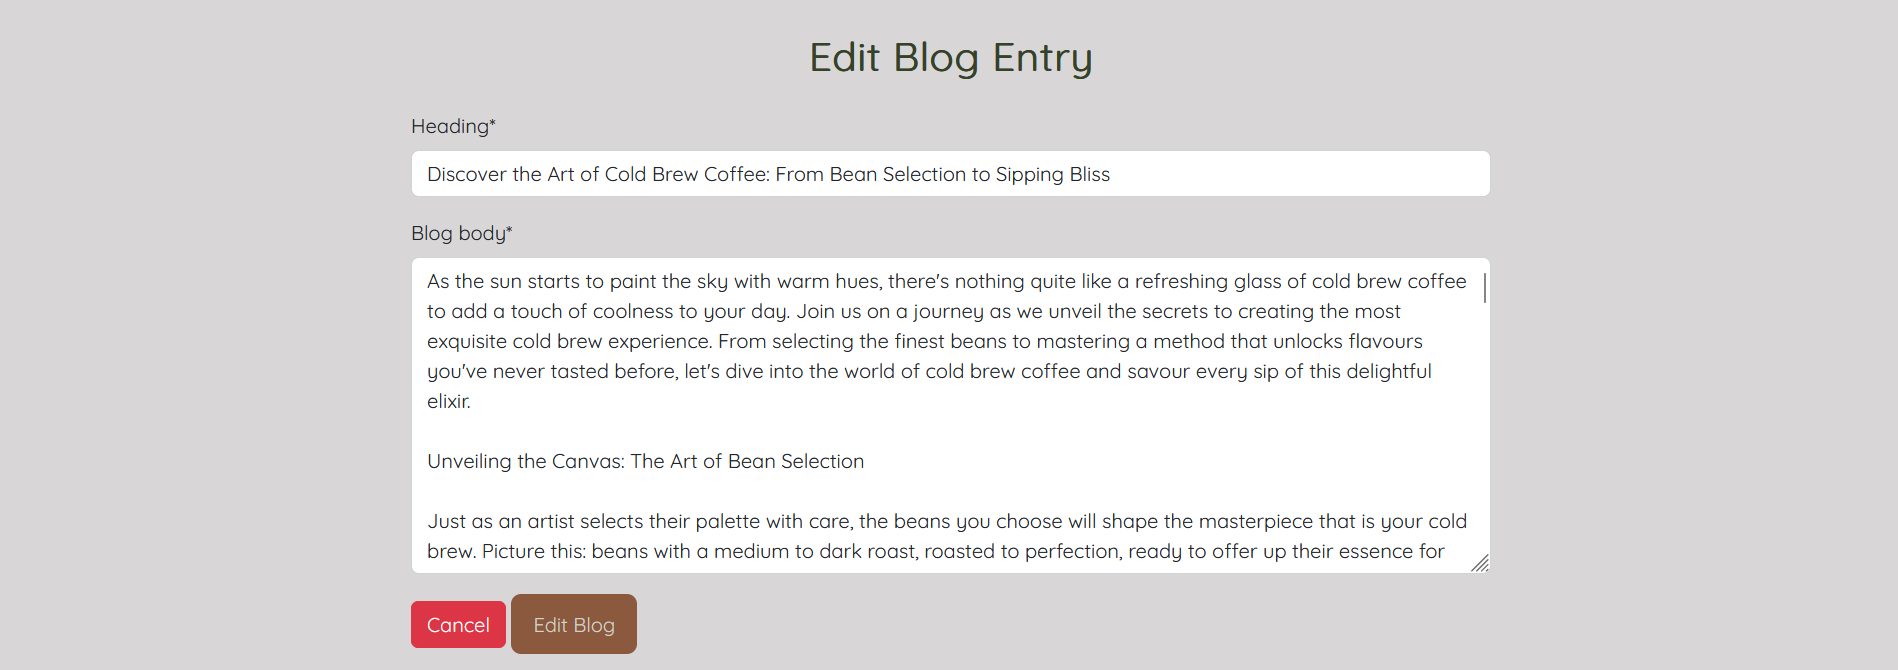 Edit Blog Entry
Heading*
Discover the Art of Cold Brew Coffee: From Bean Selection to Sipping Bliss
Blog body*
As the sun starts to paint the sky with warm hues, there's nothing quite like a refreshing glass of cold brew coffee
to add a touch of coolness to your day. Join us on a journey as we unveil the secrets to creating the most
exquisite cold brew experience. From selecting the finest beans to mastering a method that unlocks flavours
you've never tasted before, let's dive into the world of cold brew coffee and savour every sip of this delightful
elixir.
Unveiling the Canvas: The Art of Bean Selection
Just as an artist selects their palette with care, the beans you choose will shape the masterpiece that is your cold
brew. Picture this: beans with a medium to dark roast, roasted to perfection, ready to offer up their essence for
Cancel Edit Blog